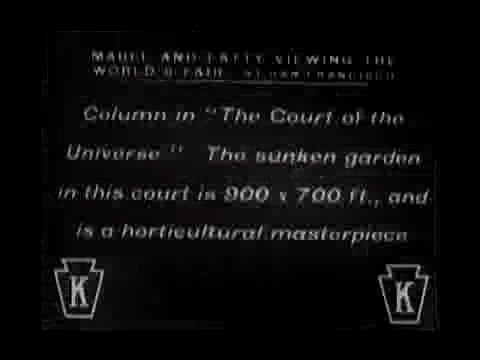 MABEL AND FATTY VIEWING THE
WORLD'S FAIR AT SAN FRANCISCO
Column in "The Court of the
Universe" The sunken garden
in this court is 900 x 700 ft., and
is a horticultural masterpiece
K K